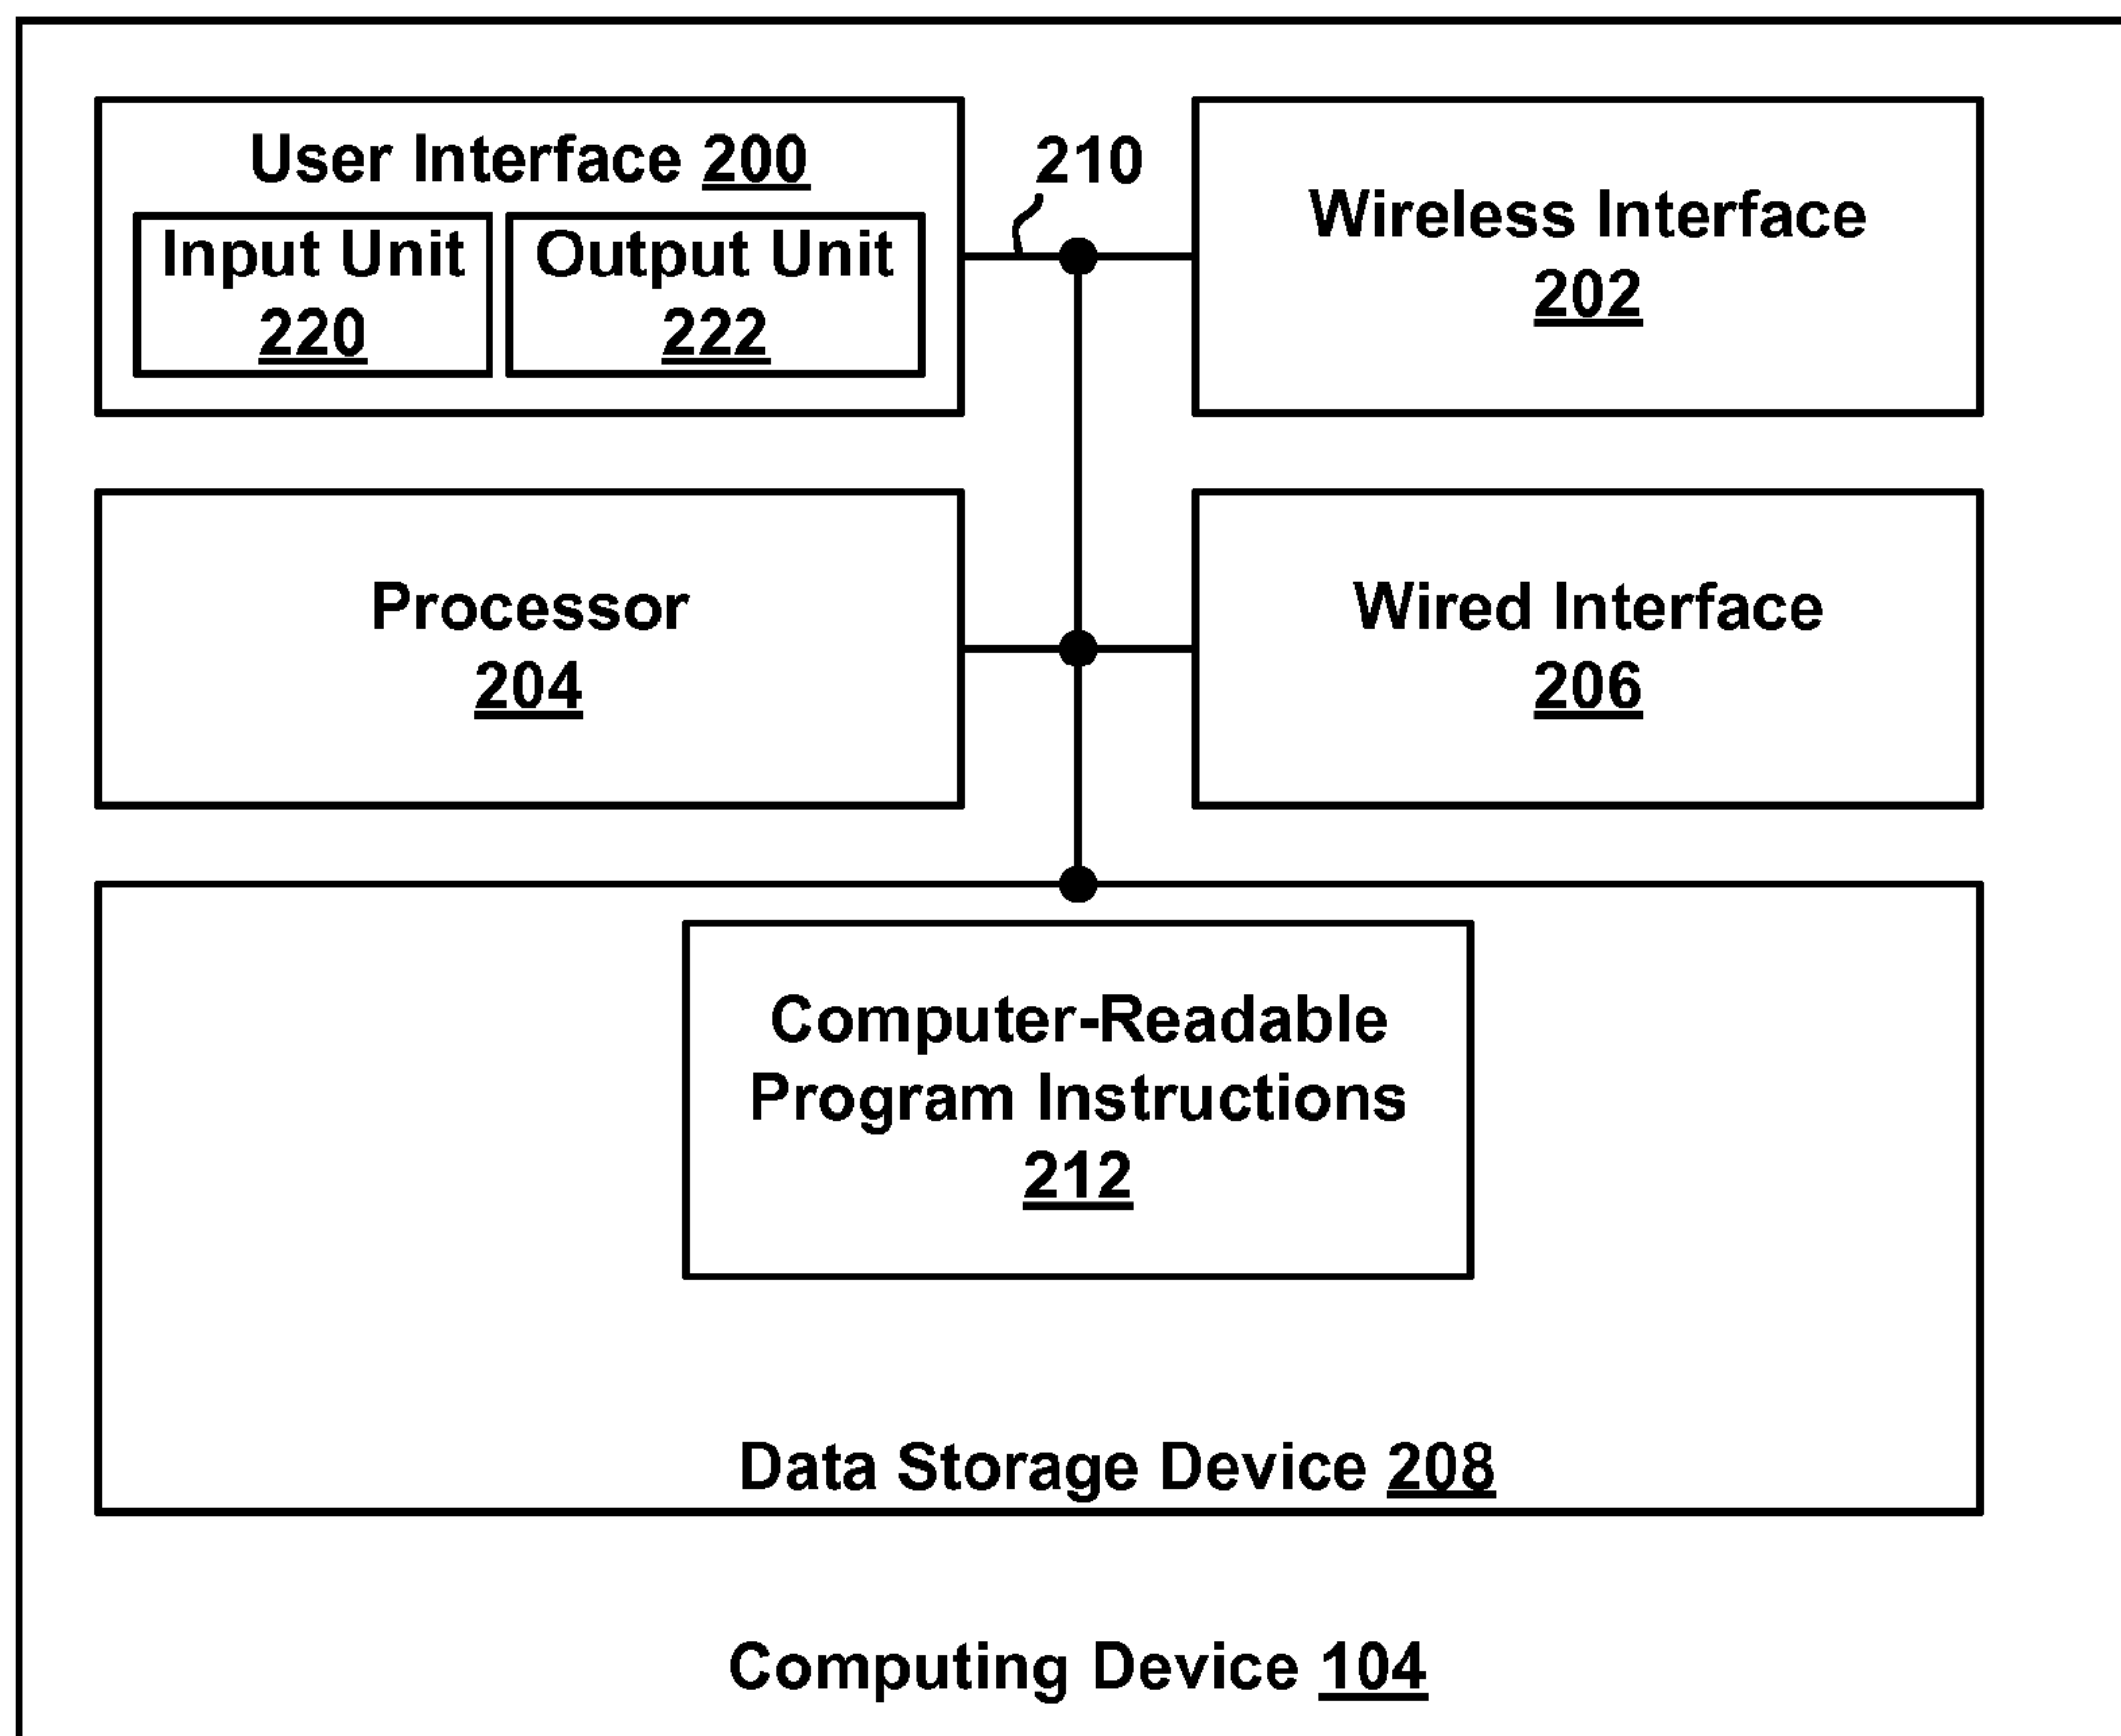 User Interface 200
Input Unit
220
Output Unit
222
210
Wireless Interface
202
Processor
204
Wired Interface
206
Computer-Readable
Program Instructions
212
Data Storage Device 208
Computing Device 104